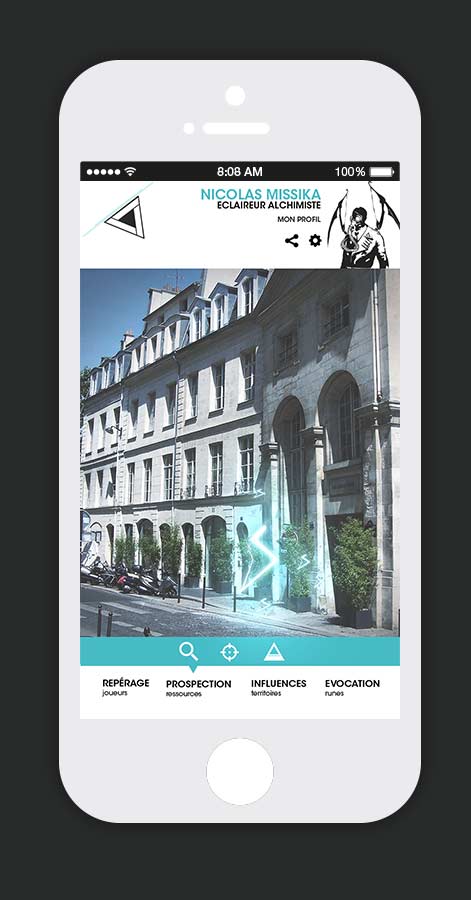 8:08 AM
100%
NICOLAS MISSIKA
ECLAIREUR ALCHIMISTE
MON PROFIL
REPÉRAGE
joueurs
PROSPECTION
ressources
INFLUENCES
territoires
EVOCATION
runes